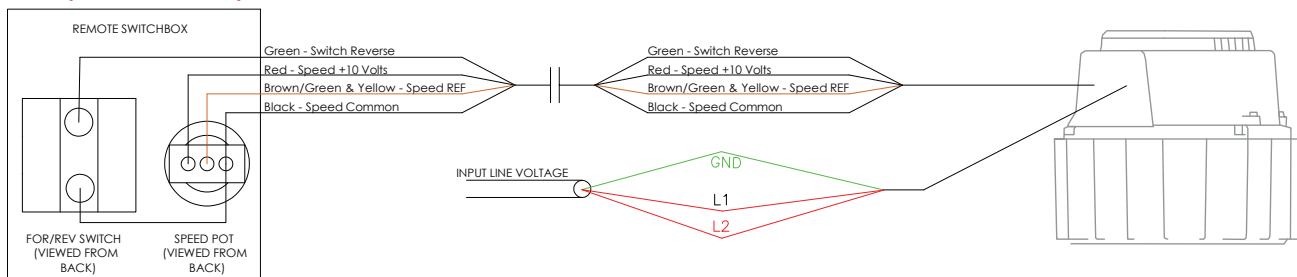 REMOTE SWITCHBOX
Green - Switch Reverse
Red - Speed +10 Volts
Brown/Green & Yellow - Speed REF
Black - Speed Common
Green - Switch Reverse
Red - Speed +10 Volts
Brown/Green & Yellow - Speed REF
Black - Speed Common
INPUT LINE VOLTAGE
GND
L1
L2
FOR/REV SWITCH
(VIEWED FROM
BACK)
SPEED POT
(VIEWED FROM
BACK)